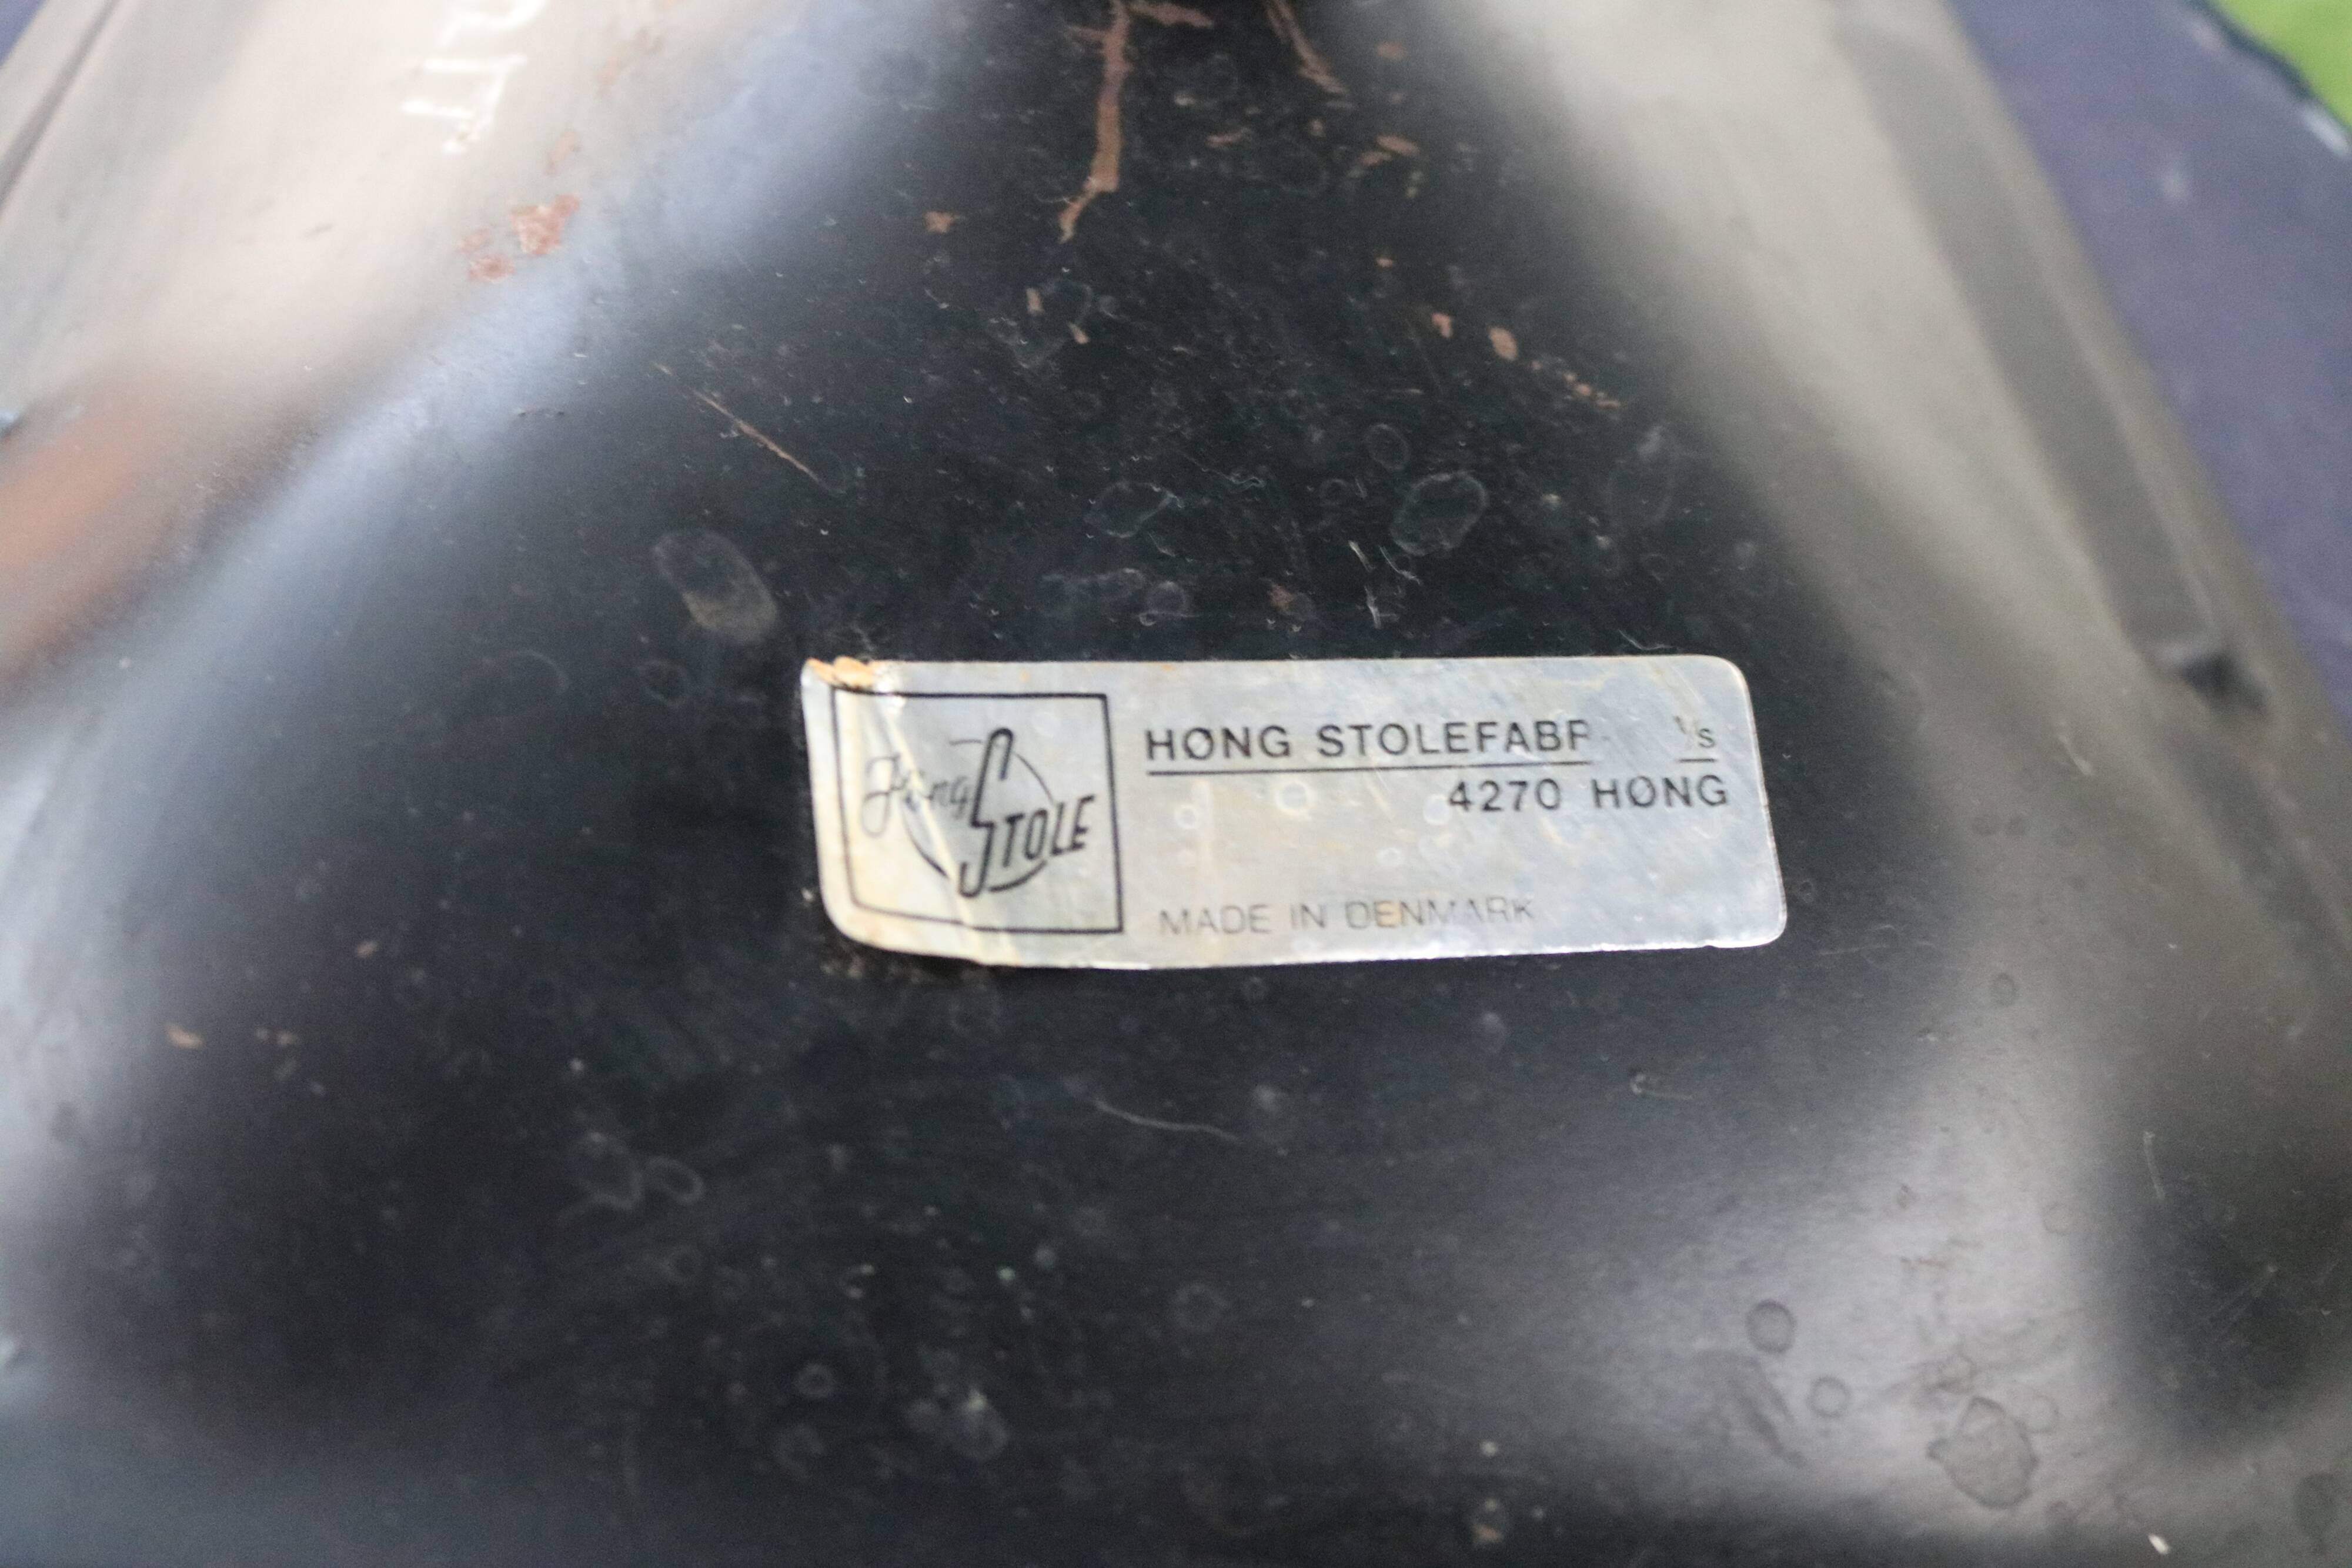 Høng STOLE
HØNG STOLEFABR I/S
4270 HØNG
MADE IN DENMARK